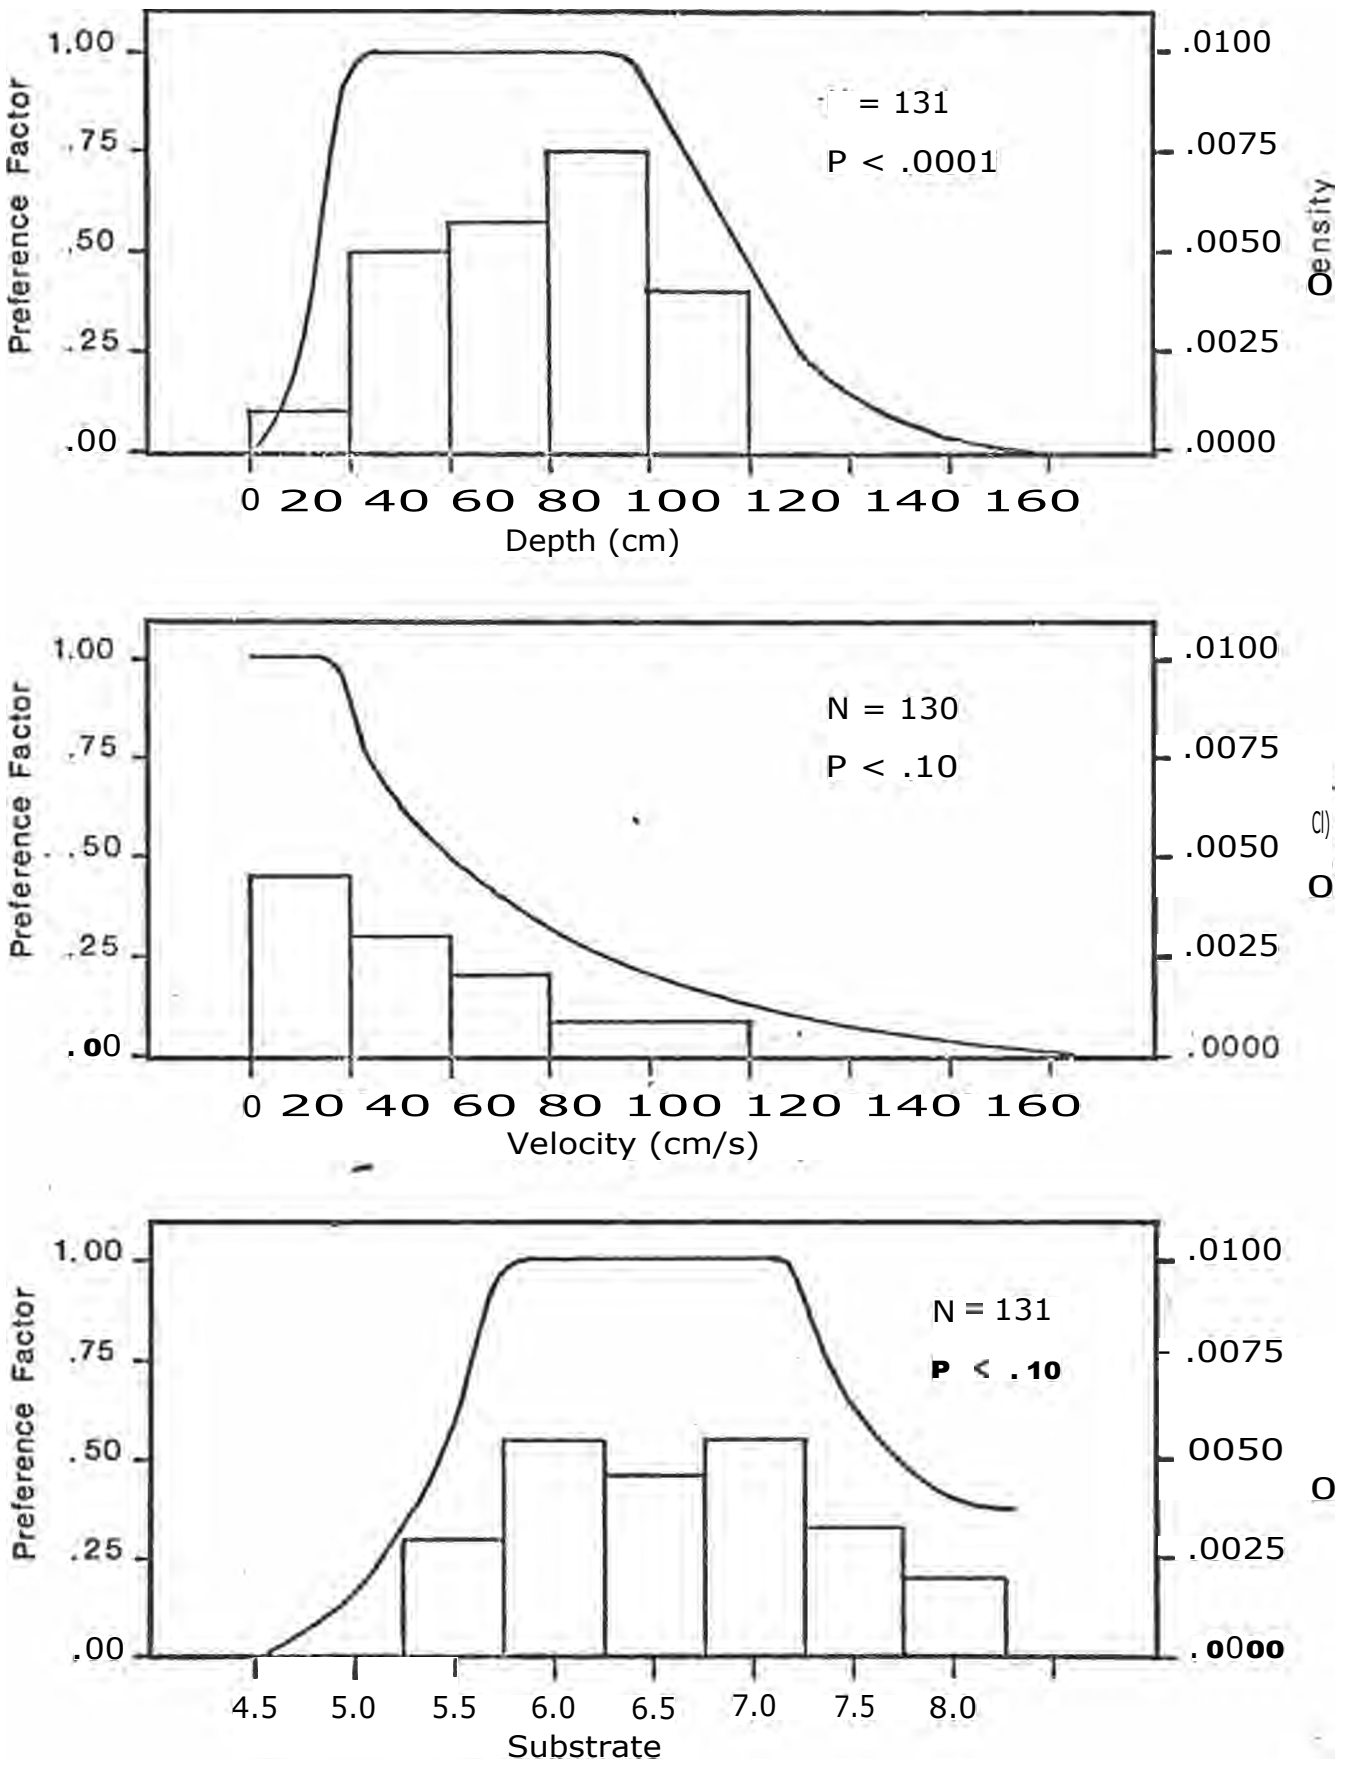 1.00
.75
.50
.25
.00
Preference Factor
= 131
P < .0001
.0100
.0075
.0050
.0025
.0000
ensity
0 20 40 60 80 100 120 140 160
Depth (cm)
1.00
.75
.50
.25
.00
Preference Factor
N = 130
P < .10
.0100
.0075
.0050
.0025
.0000
0 20 40 60 80 100 120 140 160
Velocity (cm/s)
1.00
.75
.50
.25
.00
Preference Factor
N = 131
P < .10
.0100
.0075
0050
.0025
.0000
4.5 5.0 5.5 6.0 6.5 7.0 7.5 8.0
Substrate